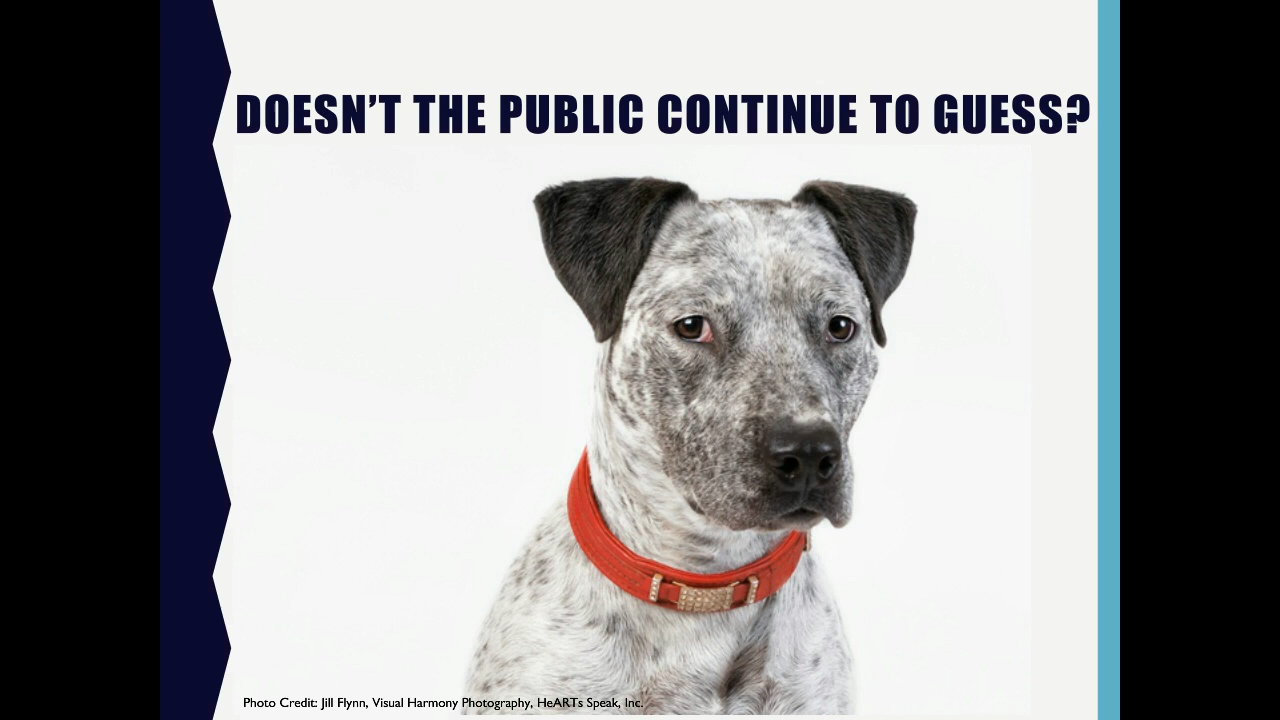 DOESN’T THE PUBLIC CONTINUE TO GUESS?
Photo Credit: Jill Flynn, Visual Harmony Photography, HeARTs Speak, Inc.